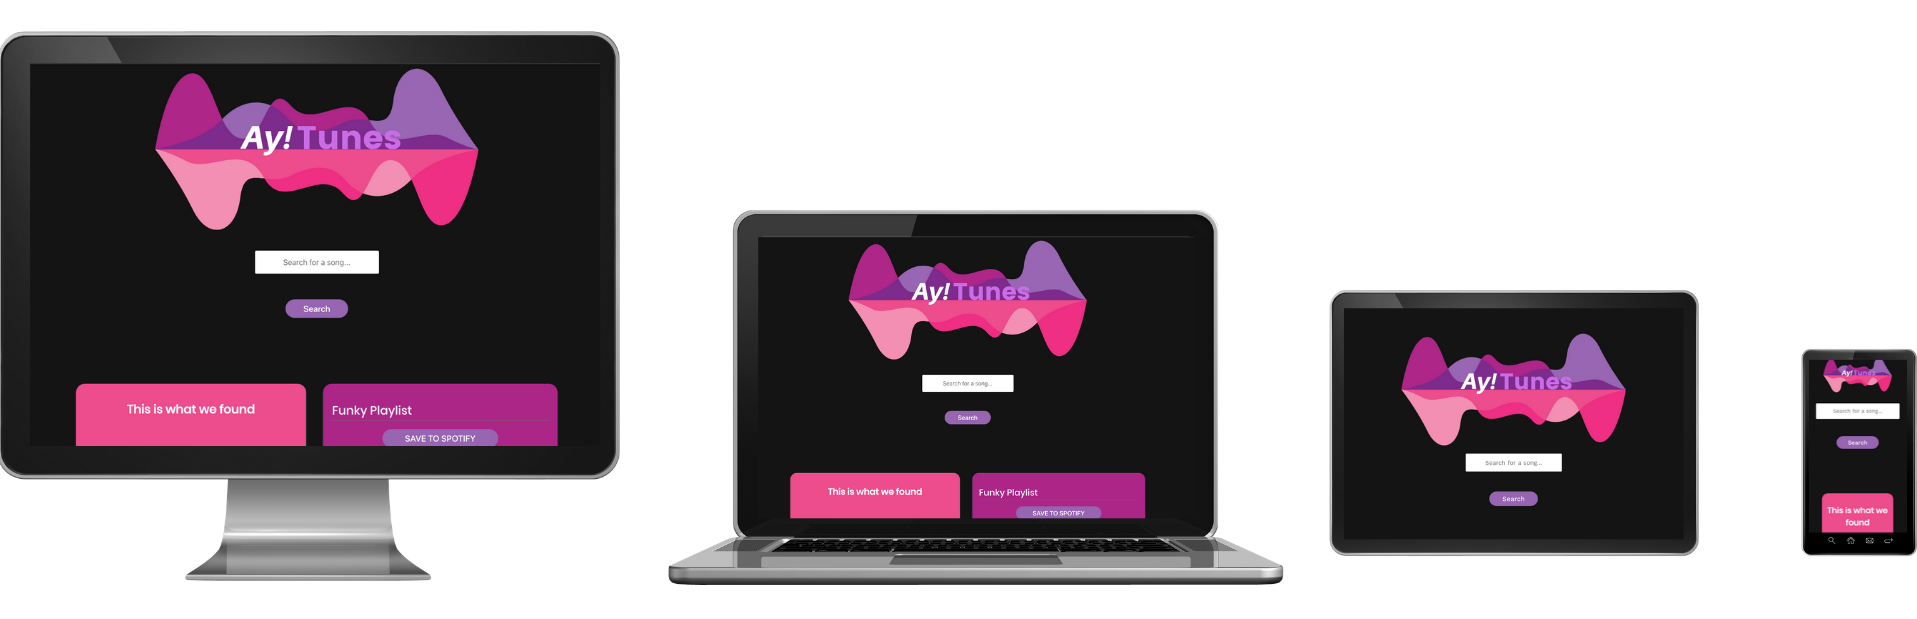 Ay! Tunes
Search for a song...
Search
This is what we found
Funky Playlist
SAVE TO SPOTIFY
Ay! Tunes
Search for a song...
Search
This is what we found
Funky Playlist
SAVE TO SPOTIFY
Ay! Tunes
Search for a song...
Search
Ay! Tunes
Search for a song...
Search
This is what we
found